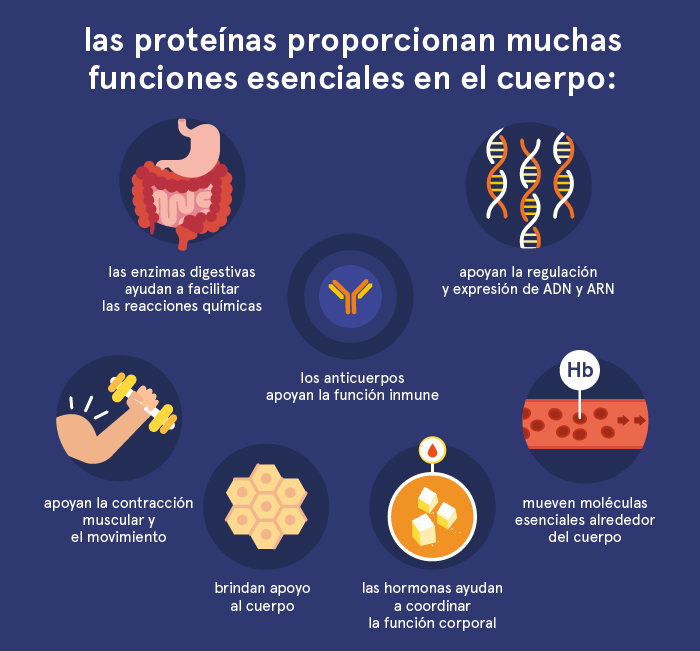 las proteínas proporcionan muchas
funciones esenciales en el cuerpo:
las enzimas digestivas
ayudan a facilitar
las reacciones químicas
apoyan la regulación
y expresión de ADN y ARN
los anticuerpos
apoyan la función inmune
Hb
apoyan la contracción
muscular y
el movimiento
mueven moléculas
esenciales alrededor
del cuerpo
brindan apoyo
al cuerpo
las hormonas ayudan
a coordinar
la función corporal